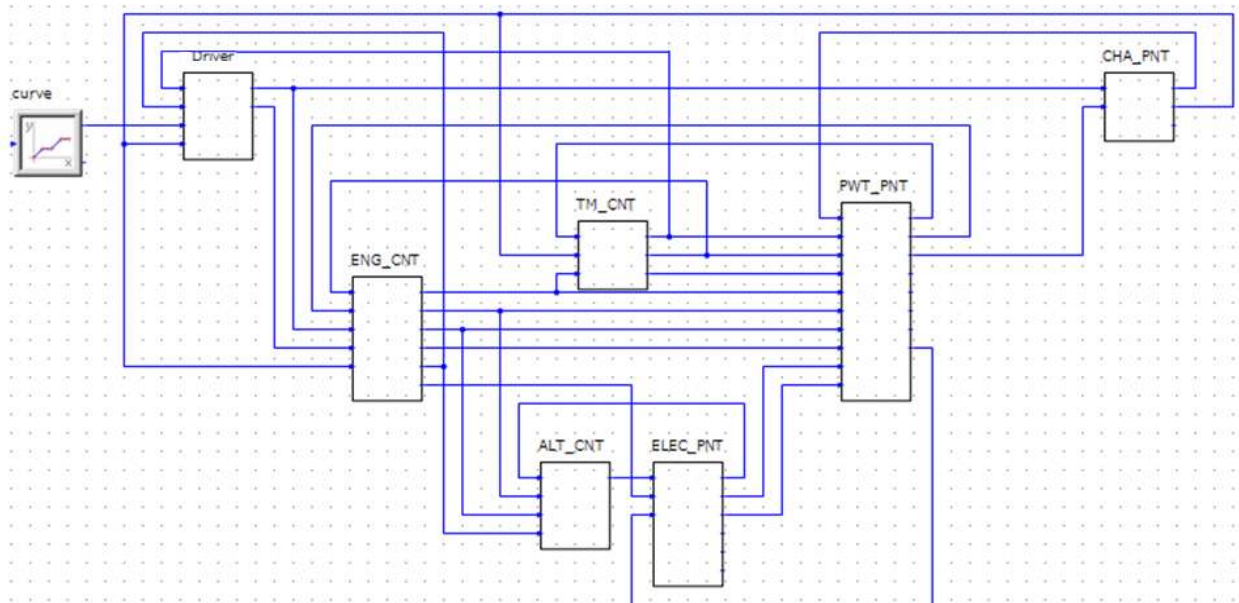 Driver
CHA_PNT
curve
y
x
PWT_PNT
TM_CNT
ENG_CNT
ALT_CNT
ELEC_PNT